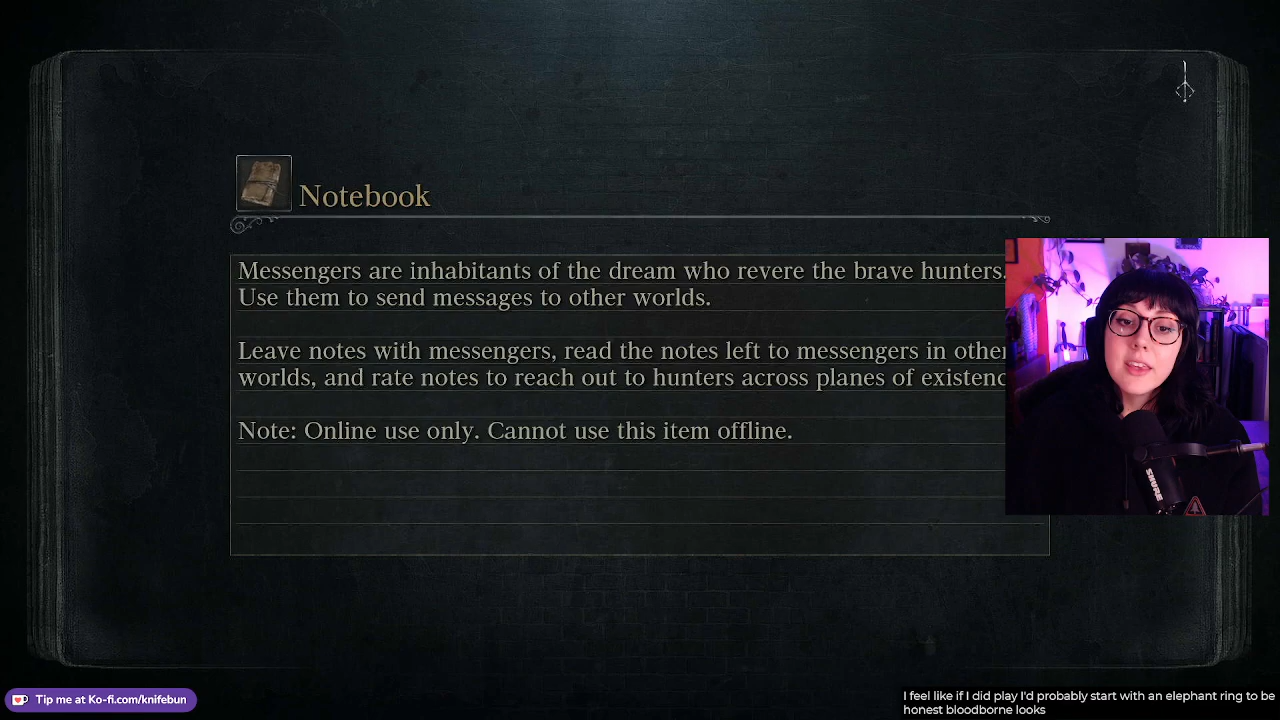 Notebook
Messengers are inhabitants of the dream who revere the brave hunters.
Use them to send messages to other worlds.
Leave notes with messengers, read the notes left to messengers in other
worlds, and rate notes to reach out to hunters across planes of existenc
Note: Online use only. Cannot use this item offline.
SHURE
Tip me at Ko-fi.com/knifebun
I feel like if I did play I'd probably start with an elephant ring to be
honest bloodborne looks